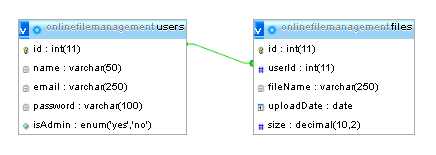 onlinefilemanagement users
id : int(11)
name : varchar(50)
email : varchar(250)
password : varchar(100)
isAdmin : enum('yes','no')
onlinefilemanagement files
id : int(11)
userId : int(11)
fileName : varchar(250)
uploadDate : date
size : decimal(10,2)